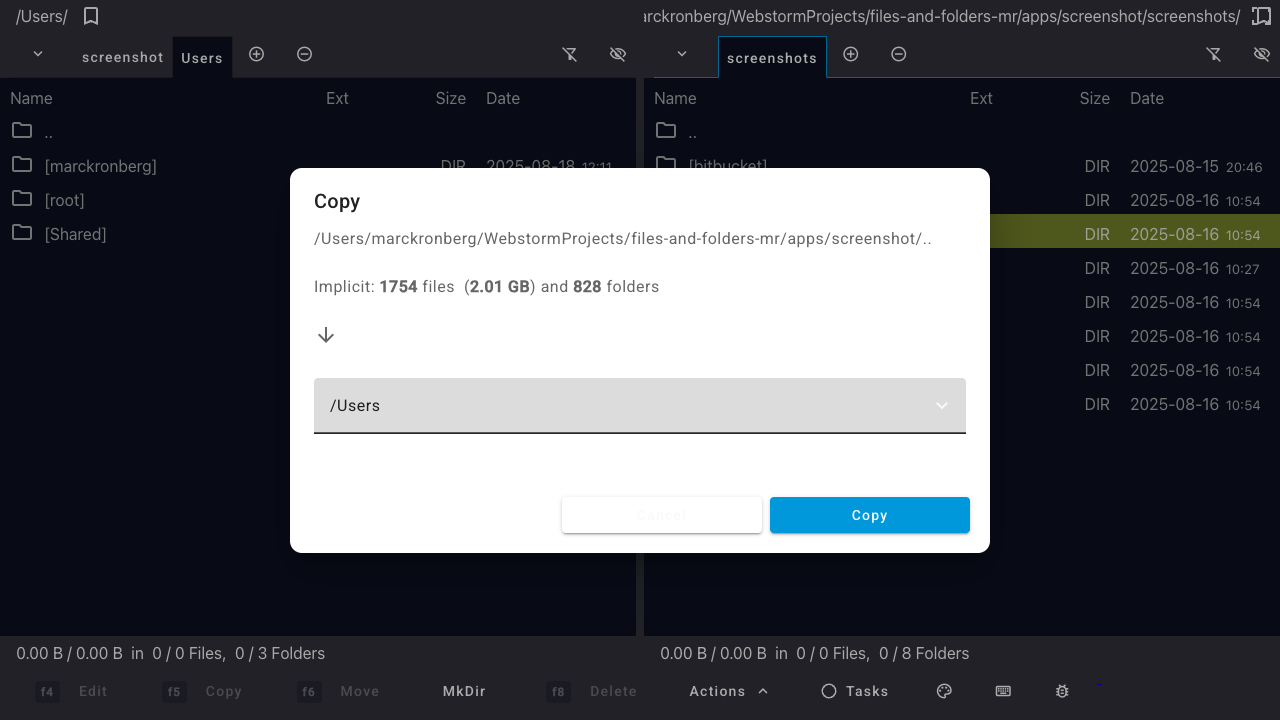 /Users/
arckronberg/WebstormProjects/files-and-folders-mr/apps/screenshot/screenshots/
screenshot Users
screenshots
Name Ext Size Date
Name Ext Size Date
..
..
[marckronberg] DIR 2025-08-18 12:11
[bitbucket] DIR 2025-08-15 20:46
[root]
DIR 2025-08-16 10:54
[Shared]
DIR 2025-08-16 10:54
DIR 2025-08-16 10:27
DIR 2025-08-16 10:54
DIR 2025-08-16 10:54
DIR 2025-08-16 10:54
DIR 2025-08-16 10:54
Copy
/Users/marckronberg/WebstormProjects/files-and-folders-mr/apps/screenshot/..
Implicit: 1754 files (2.01 GB) and 828 folders
/Users
Cancel Copy
0.00 B / 0.00 B in 0 / 0 Files, 0 / 3 Folders
0.00 B / 0.00 B in 0 / 0 Files, 0 / 8 Folders
f4 Edit f5 Copy f6 Move MkDir f8 Delete Actions Tasks